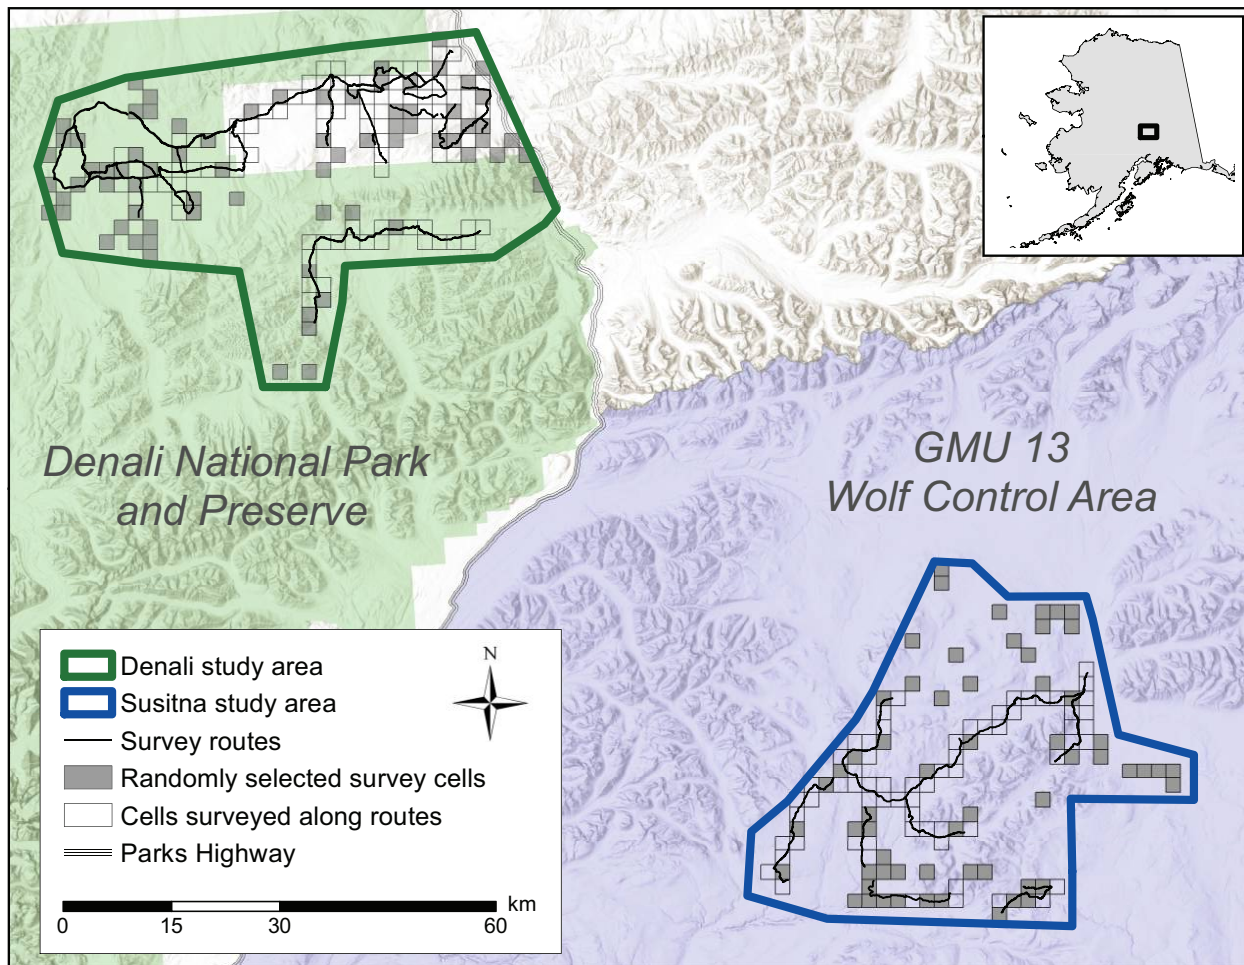 Denali National Park
and Preserve
GMU 13
Wolf Control Area
N
Denali study area
Susitna study area
Survey routes
Randomly selected survey cells
Cells surveyed along routes
Parks Highway
km
0 15 30 60